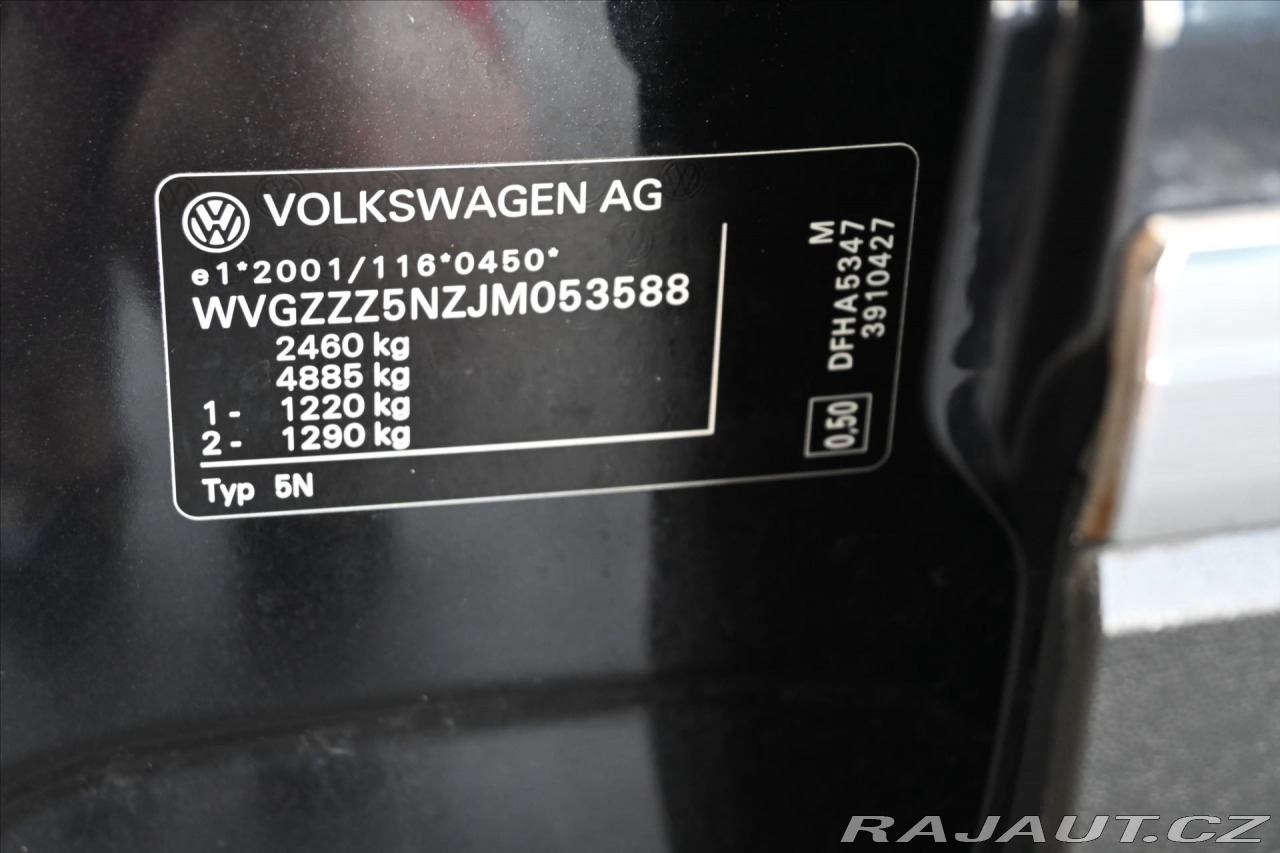 VOLKSWAGEN AG
e1*2001/116*0450*
WVGZZZ5NZJM053588
2460 kg
4885 kg
1- 1220 kg
2- 1290 kg
Typ 5N
M
DFHA5347
3910427
0,50
RAJAUT.CZ